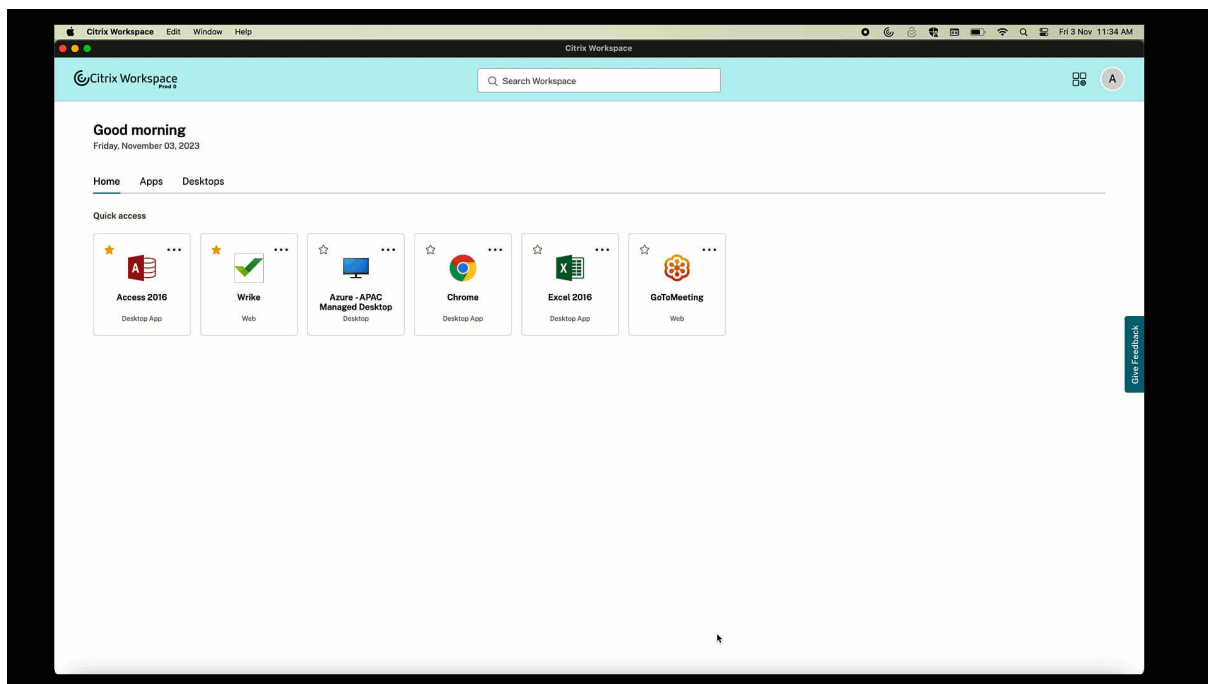 Citrix Workspace Edit Window Help Fri 3 Nov 11:34 AM
Citrix Workspace
Citrix Workspace
Prod 0
Search Workspace
A
Good morning
Friday, November 03, 2023
Home Apps Desktops
Quick access
A
Access 2016
Desktop App
Wrike
Web
Azure - APAC
Managed Desktop
Desktop
Chrome
Desktop App
X
Excel 2016
Desktop App
GoToMeeting
Web
Give Feedback